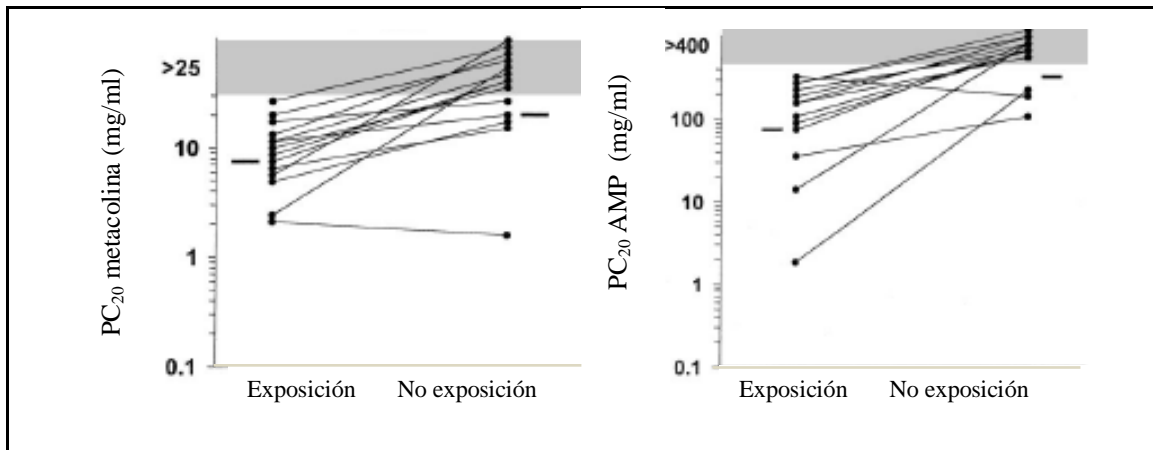 PC20 metacolina (mg/ml)
>25
10
1
0.1
Exposición
No exposición
PC20 AMP (mg/ml)
>400
100
10
1
0.1
Exposición
No exposición